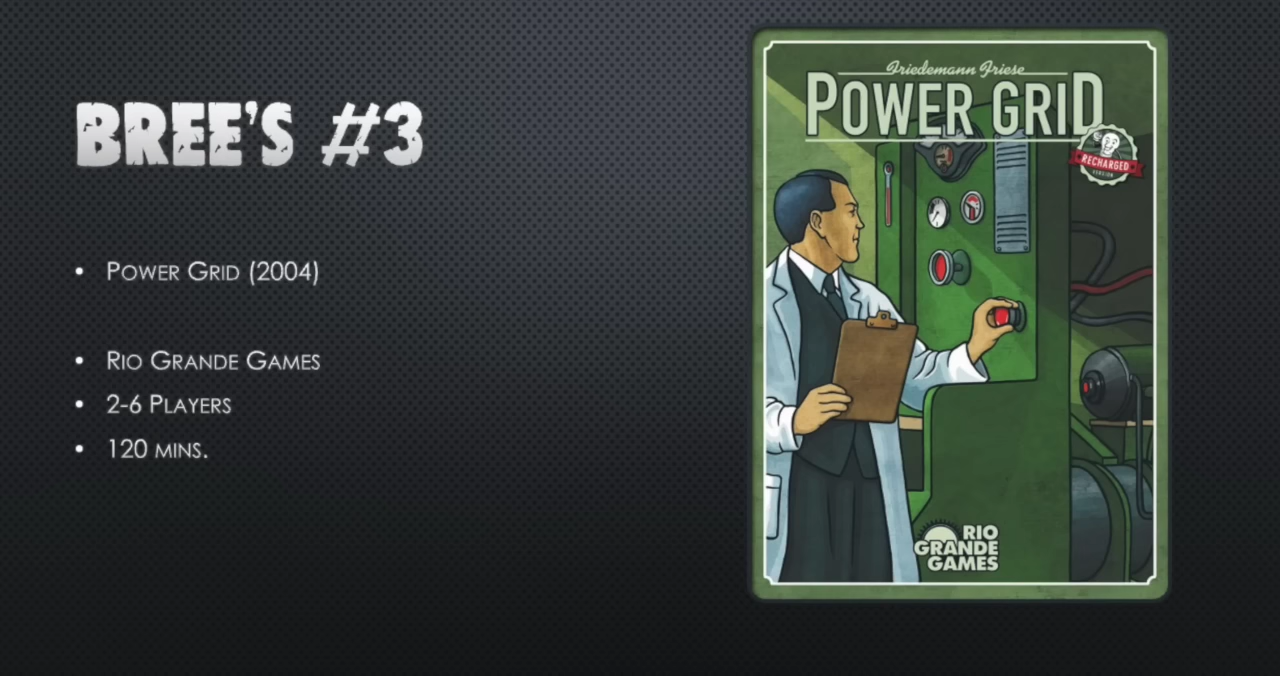 BREE'S #3
• Power Grid (2004)
• Rio Grande Games
• 2-6 Players
• 120 mins.
Friedemann Friese
POWER GRID
RECHARGED
VERSION
RIO
GRANDE
GAMES